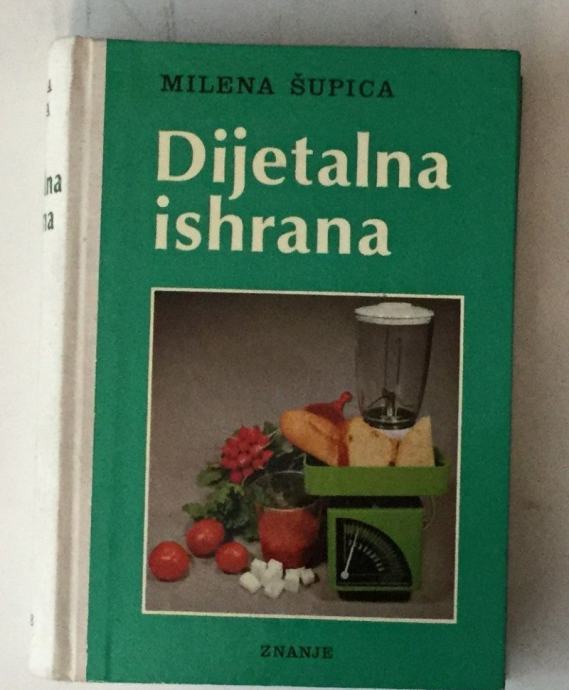 MILENA ŠUPICA
Dijetalna
ishrana
ZNANJE